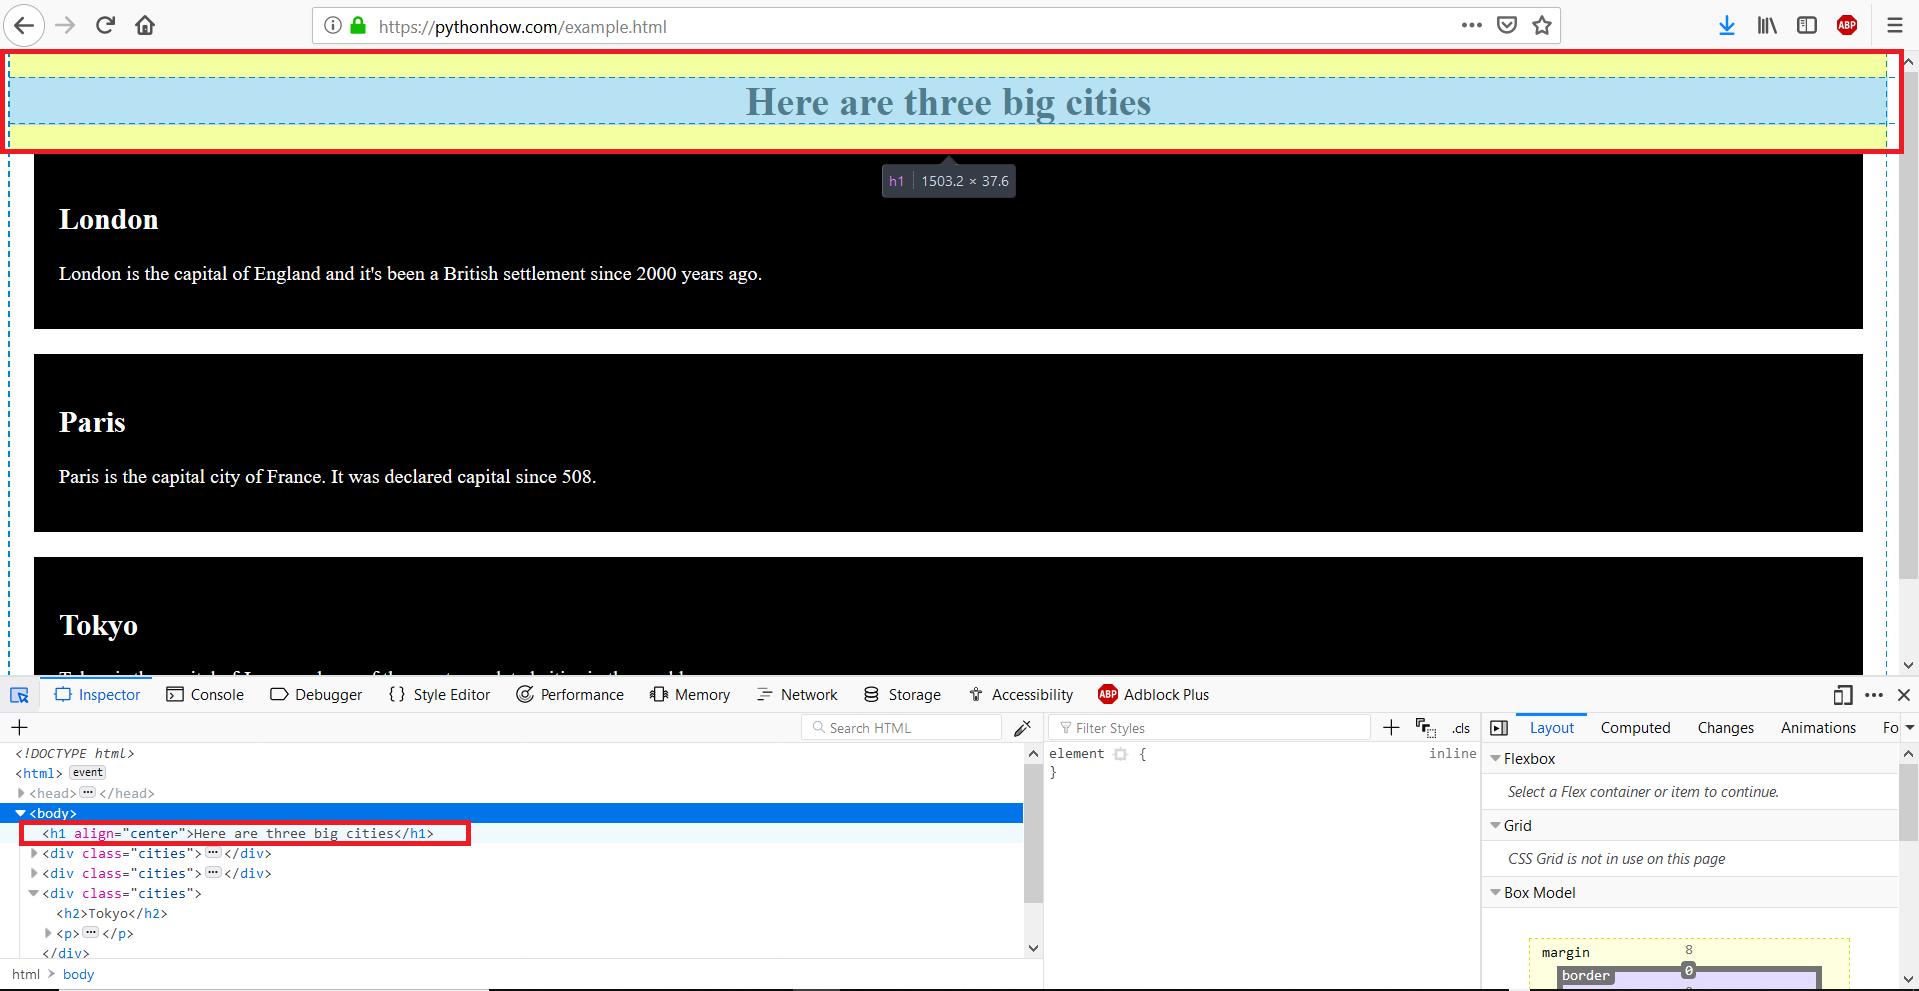 https://pythonhow.com/example.html
ABP
Here are three big cities
h1 1503.2 × 37.6
London
London is the capital of England and it's been a British settlement since 2000 years ago.
Paris
Paris is the capital city of France. It was declared capital since 508.
Tokyo
Inspector Console Debugger {} Style Editor Performance Memory Network Storage Accessibility ABP Adblock Plus
+ Search HTML Filter Styles + .cls Layout Computed Changes Animations Fo
<!DOCTYPE html>
<html> event
<head> ··· </head>
<body>
<h1 align="center">Here are three big cities</h1>
<div class="cities"> ··· </div>
<div class="cities"> ··· </div>
<div class="cities">
<h2>Tokyo</h2>
<p> ··· </p>
</div>
html > body
element { inline
}
Flexbox
Select a Flex container or item to continue.
Grid
CSS Grid is not in use on this page
Box Model
margin 8
border 0